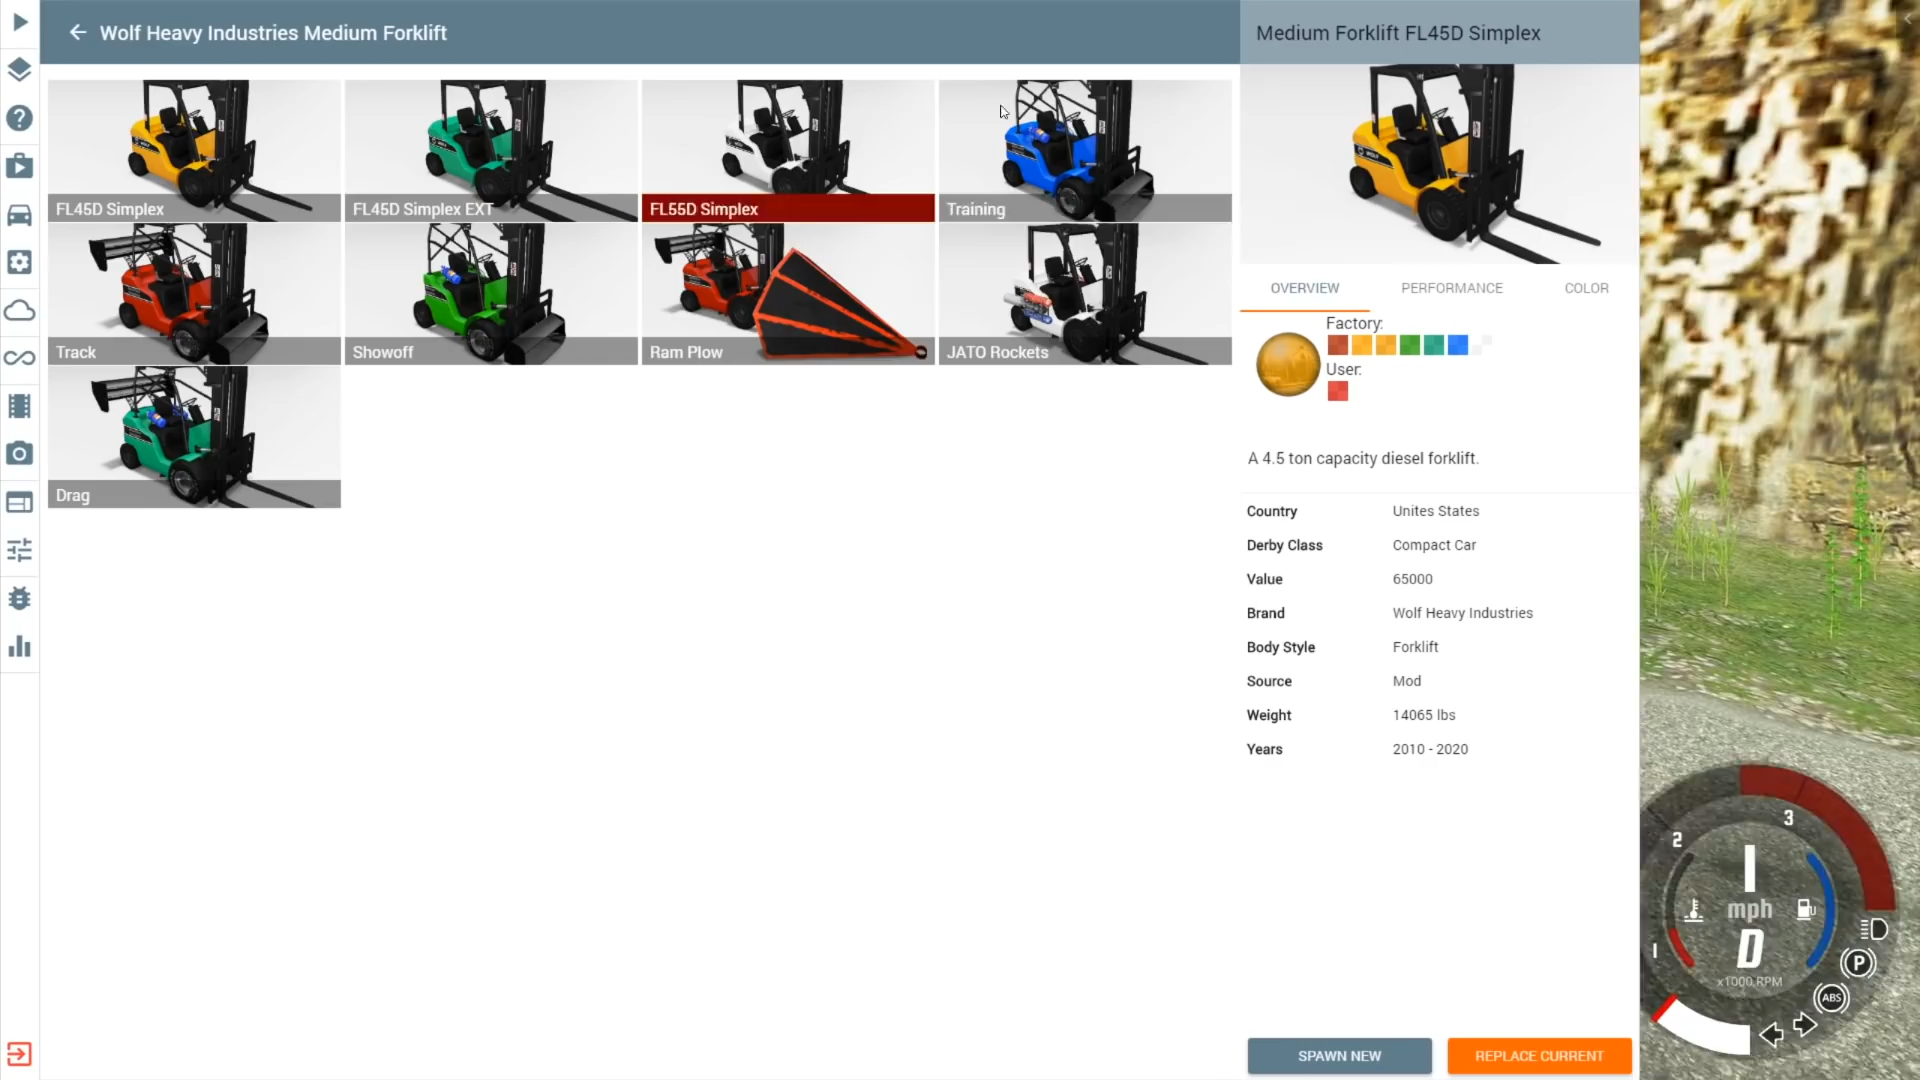 Wolf Heavy Industries Medium Forklift
Medium Forklift FL45D Simplex
FL45D Simplex
FL45D Simplex EXT
FL55D Simplex
Training
Track
Showoff
Ram Plow
JATO Rockets
Drag
OVERVIEW
PERFORMANCE
COLOR
Factory:
User:
A 4.5 ton capacity diesel forklift.
Country Unites States
Derby Class Compact Car
Value 65000
Brand Wolf Heavy Industries
Body Style Forklift
Source Mod
Weight 14065 lbs
Years 2010 - 2020
SPAWN NEW
REPLACE CURRENT
3
2
1
mph
D
x1000 RPM
1
P
ABS